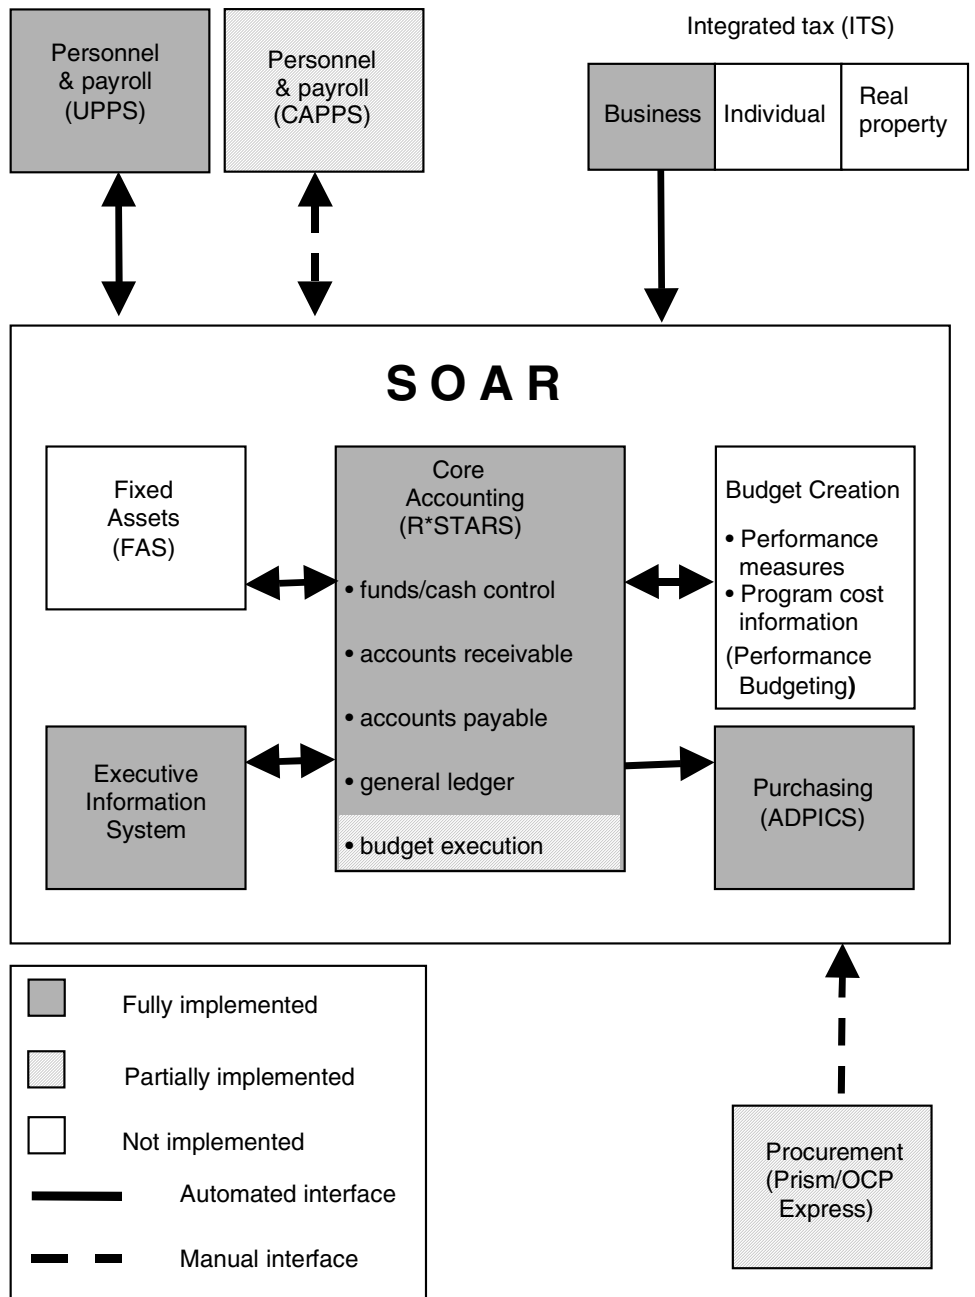 Personnel
& payroll
(UPPS)
Personnel
& payroll
(CAPPS)
Integrated tax (ITS)
Business
Individual
Real
property
S O A R
Fixed
Assets
(FAS)
Core
Accounting
(R*STARS)
• funds/cash control
• accounts receivable
• accounts payable
• general ledger
• budget execution
Budget Creation
• Performance
measures
• Program cost
information
(Performance
Budgeting)
Executive
Information
System
Purchasing
(ADPICS)
Fully implemented
Partially implemented
Not implemented
Automated interface
Manual interface
Procurement
(Prism/OCP
Express)